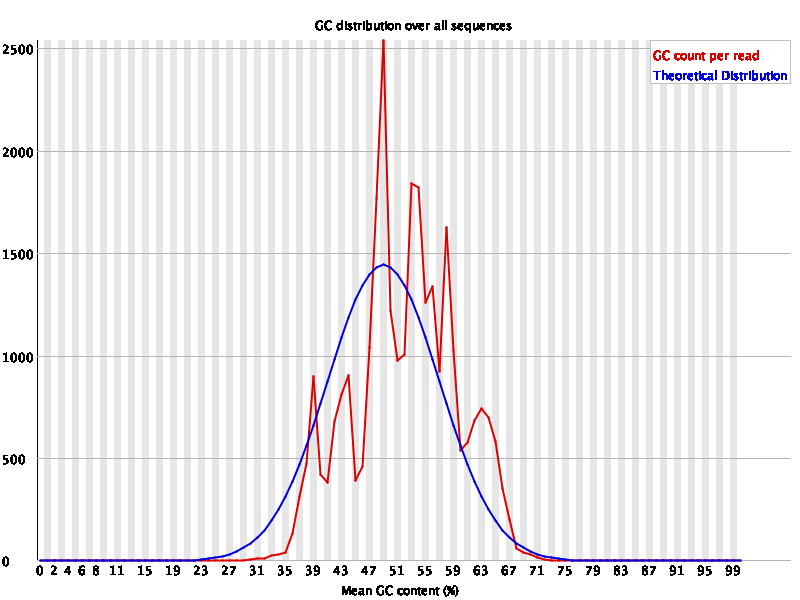 GC distribution over all sequences
GC count per read
Theoretical Distribution
2500
2000
1500
1000
500
0
0 2 4 6 8 11 15 19 23 27 31 35 39 43 47 51 55 59 63 67 71 75 79 83 87 91 95 99
Mean GC content (%)